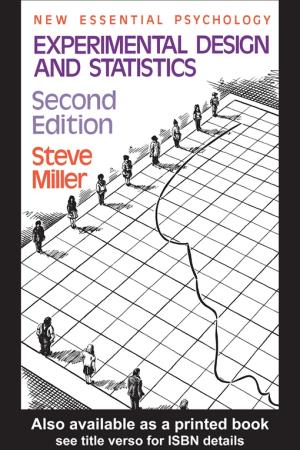 NEW ESSENTIAL PSYCHOLOGY
EXPERIMENTAL DESIGN
AND STATISTICS
Second
Edition
Steve
Miller
Also available as a printed book
see title verso for ISBN details